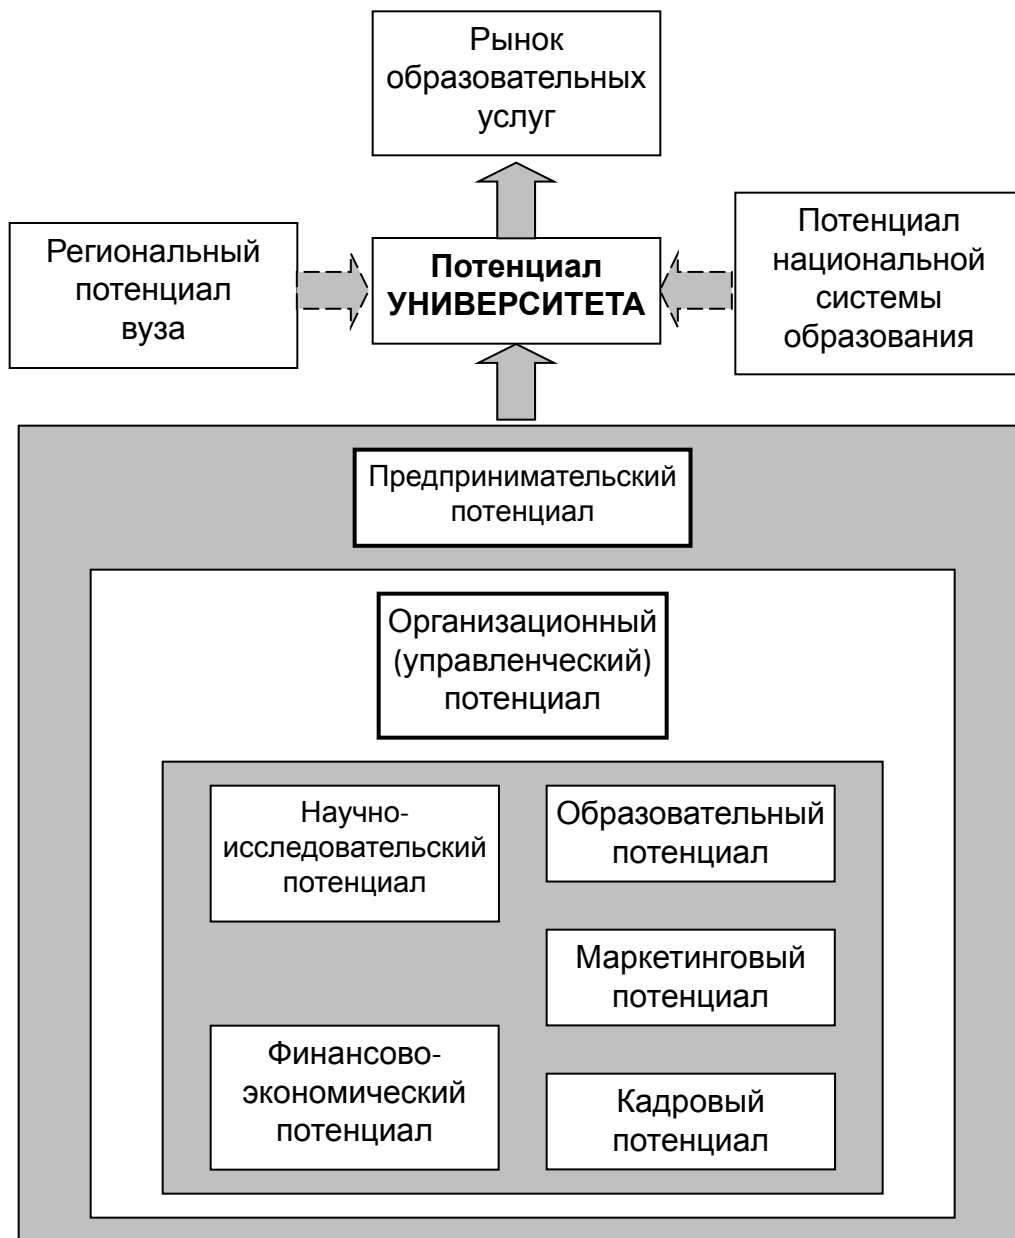 Рынок
образовательных
услуг
Региональный
потенциал
вуза
Потенциал
УНИВЕРСИТЕТА
Потенциал
национальной
системы
образования
Предпринимательский
потенциал
Организационный
(управленческий)
потенциал
Научно-
исследовательский
потенциал
Образовательный
потенциал
Маркетинговый
потенциал
Финансово-
экономический
потенциал
Кадровый
потенциал